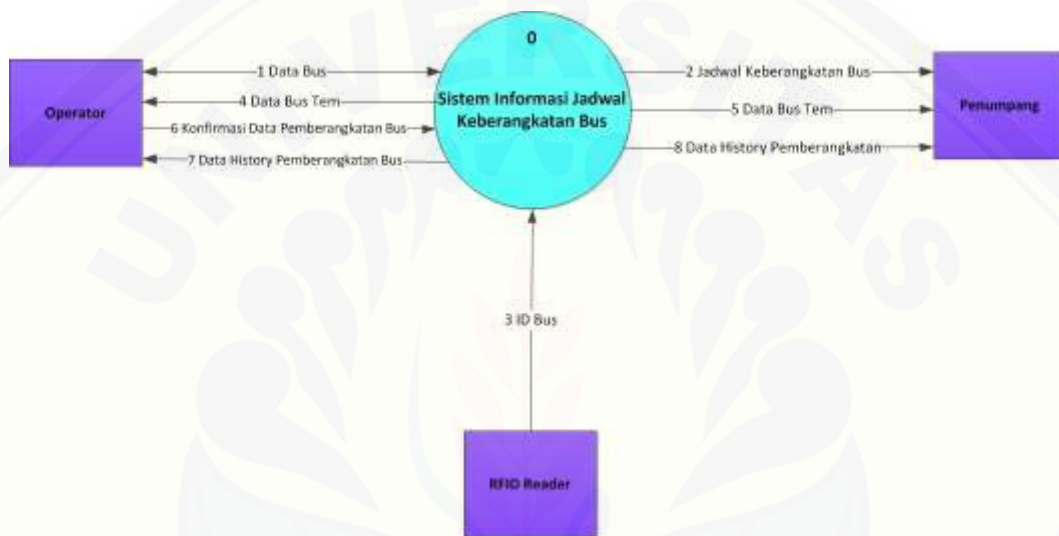 UNIVERSITAS
0
Sistem Informasi Jadwal
Keberangkatan Bus
Operator
1 Data Bus
4 Data Bus Tem
6 Konfirmasi Data Pemberangkatan Bus
7 Data History Pemberangkatan Bus
2 Jadwal Keberangkatan Bus
5 Data Bus Tem
8 Data History Pemberangkatan
Penumpang
3 ID Bus
RFID Reader